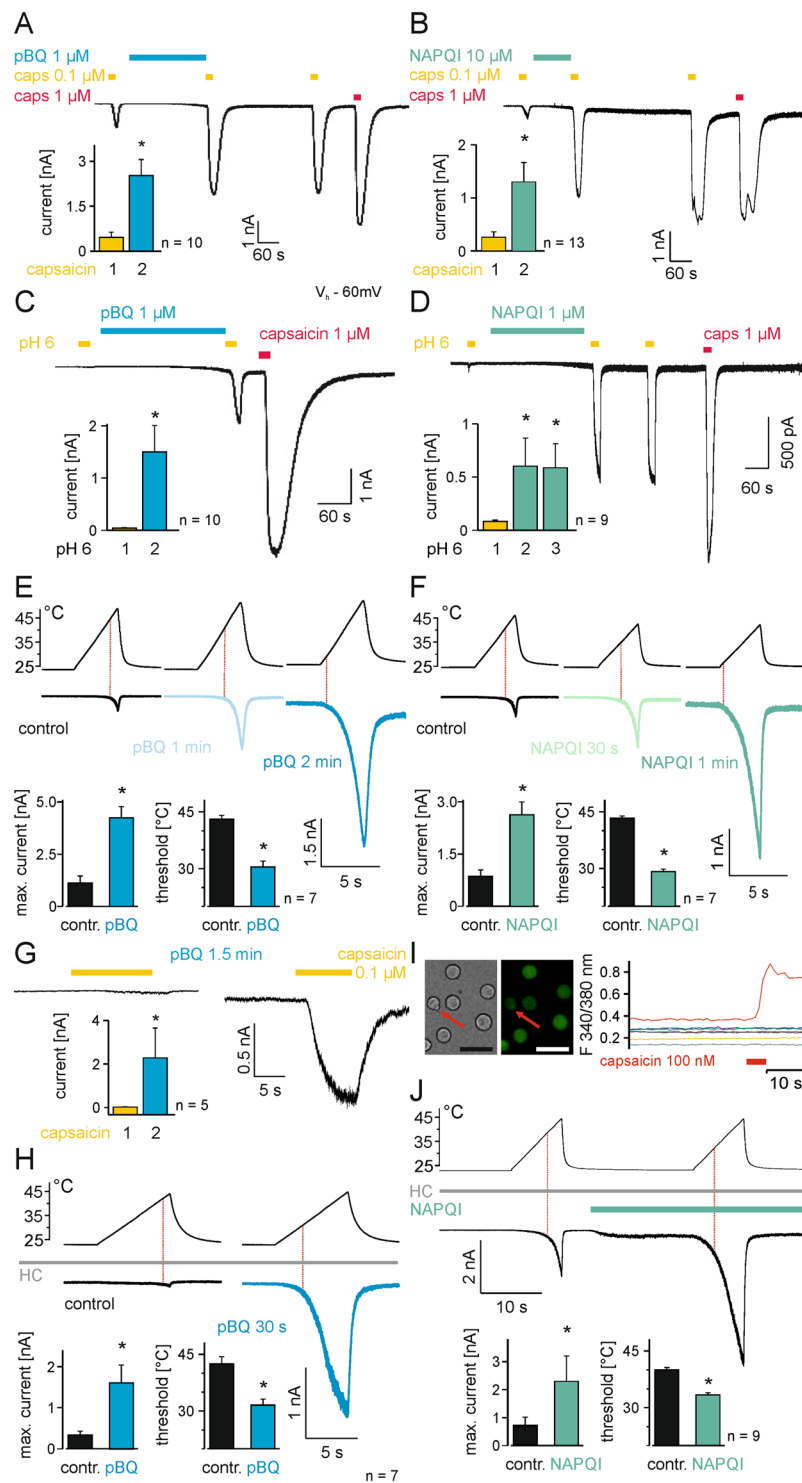 A
pBQ 1 µM
caps 0.1 µM
caps 1 µM
current [nA]
3
1.5
0
*
n = 10
capsaicin 1 2
1 nA
60 s
B
NAPQI 10 µM
caps 0.1 µM
caps 1 µM
current [nA]
2
1
0
*
n = 13
capsaicin 1 2
1 nA
60 s
Vh - 60mV
C
pBQ 1 µM
pH 6
capsaicin 1 µM
current [nA]
2
1
0
*
n = 10
pH 6 1 2
60 s
1 nA
D
NAPQI 1 µM
pH 6
caps 1 µM
current [nA]
1
0.5
0
* *
n = 9
pH 6 1 2 3
60 s
500 pA
E
°C
45
35
25
control
pBQ 1 min
pBQ 2 min
max. current [nA]
5.0
2.5
0
*
contr. pBQ
threshold [°C]
45
30
*
n = 7
contr. pBQ
1.5 nA
5 s
F
°C
45
35
25
control
NAPQI 30 s
NAPQI 1 min
max. current [nA]
3.0
1.5
0
*
contr. NAPQI
threshold [°C]
45
30
*
n = 7
contr. NAPQI
1 nA
5 s
G
pBQ 1.5 min
capsaicin
0.1 µM
current [nA]
4
2
0
*
n = 5
capsaicin 1 2
0.5 nA
5 s
I
F 340/380 nm
0.8
0.4
0.2
capsaicin 100 nM
10 s
H
°C
45
35
25
HC
control
pBQ 30 s
max. current [nA]
2
1
0
*
contr. pBQ
threshold [°C]
45
30
*
contr. pBQ
1 nA
5 s
n = 7
J
°C
45
35
25
HC
NAPQI
2 nA
10 s
max. current [nA]
4
3
1
0
*
contr. NAPQI
threshold [°C]
45
30
*
n = 9
contr. NAPQI